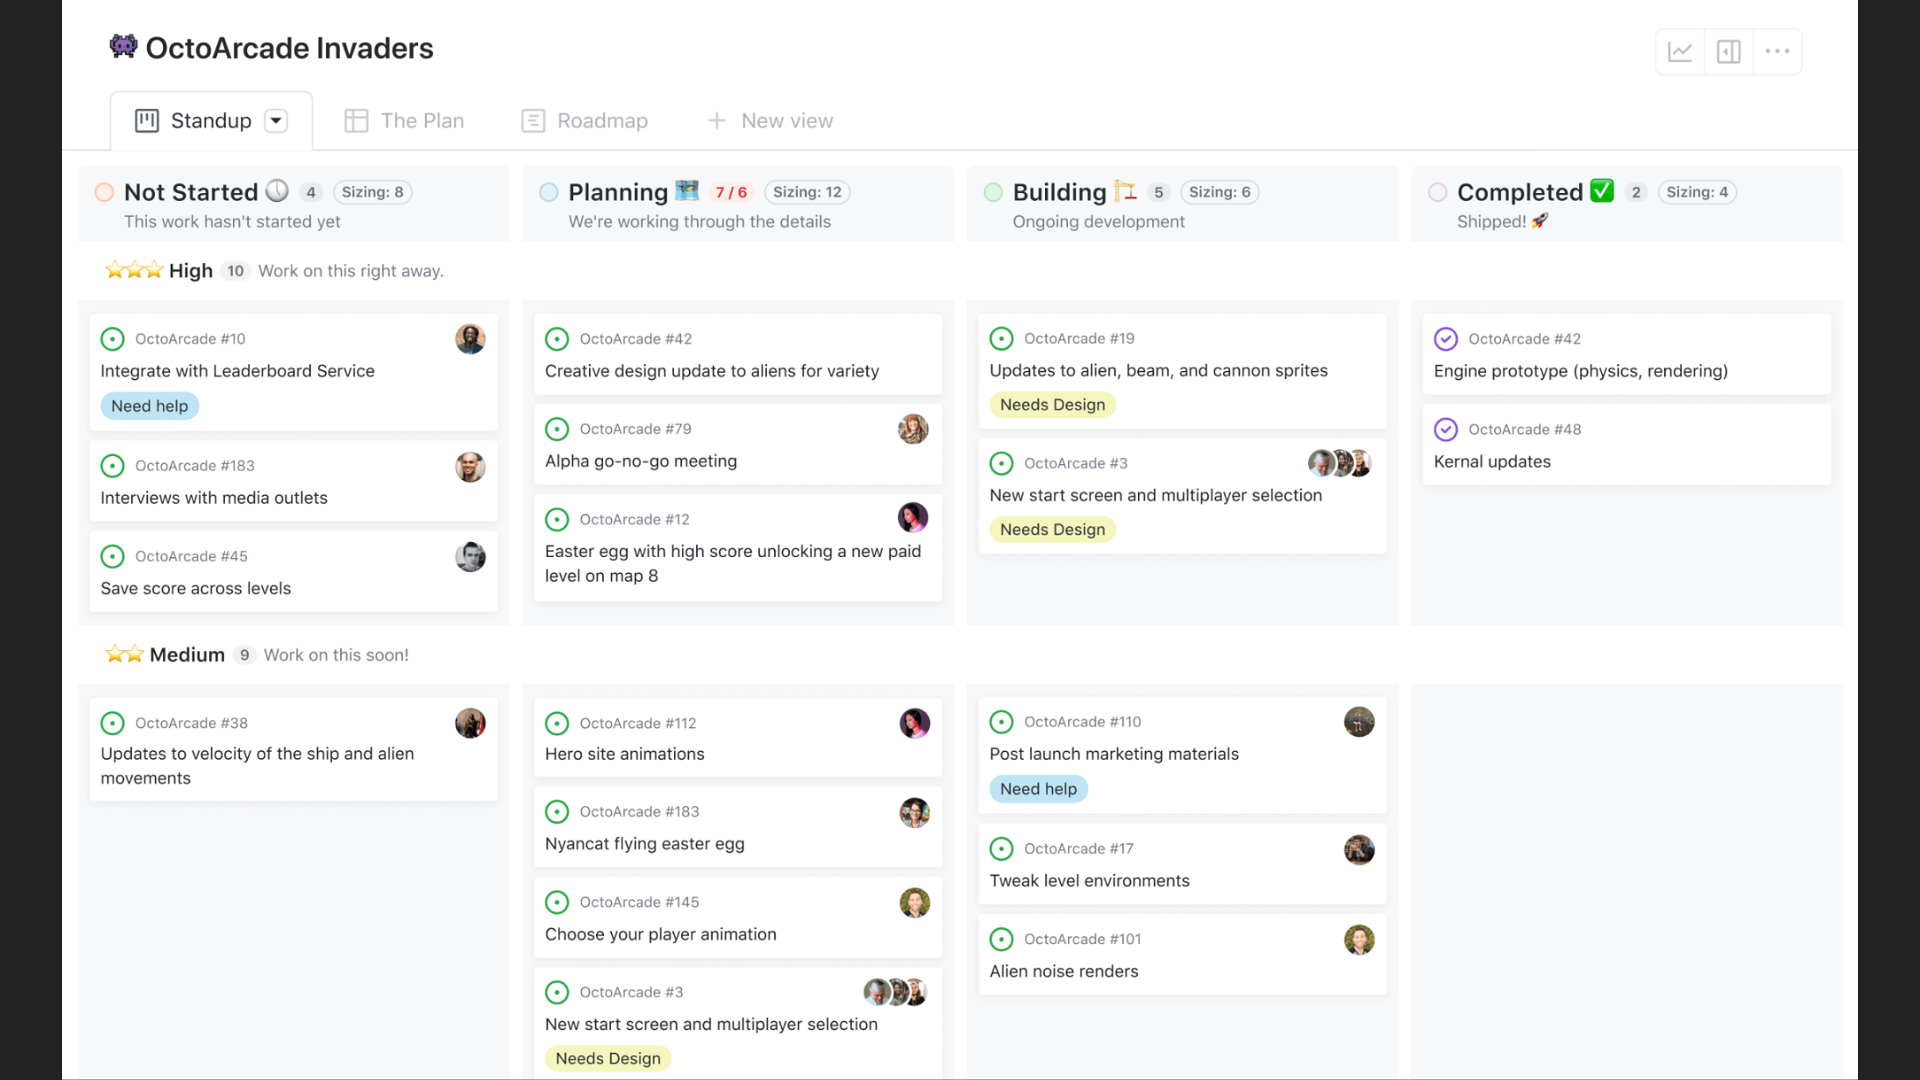 OctoArcade Invaders
Standup
The Plan
Roadmap
New view
Not Started 4 Sizing: 8
This work hasn't started yet
Planning 7 / 6 Sizing: 12
We're working through the details
Building 5 Sizing: 6
Ongoing development
Completed 2 Sizing: 4
Shipped!
High 10 Work on this right away.
OctoArcade #10
Integrate with Leaderboard Service
Need help
OctoArcade #183
Interviews with media outlets
OctoArcade #45
Save score across levels
OctoArcade #42
Creative design update to aliens for variety
OctoArcade #79
Alpha go-no-go meeting
OctoArcade #12
Easter egg with high score unlocking a new paid
level on map 8
OctoArcade #19
Updates to alien, beam, and cannon sprites
Needs Design
OctoArcade #3
New start screen and multiplayer selection
Needs Design
OctoArcade #42
Engine prototype (physics, rendering)
OctoArcade #48
Kernal updates
Medium 9 Work on this soon!
OctoArcade #38
Updates to velocity of the ship and alien
movements
OctoArcade #112
Hero site animations
OctoArcade #183
Nyancat flying easter egg
OctoArcade #145
Choose your player animation
OctoArcade #3
New start screen and multiplayer selection
Needs Design
OctoArcade #110
Post launch marketing materials
Need help
OctoArcade #17
Tweak level environments
OctoArcade #101
Alien noise renders